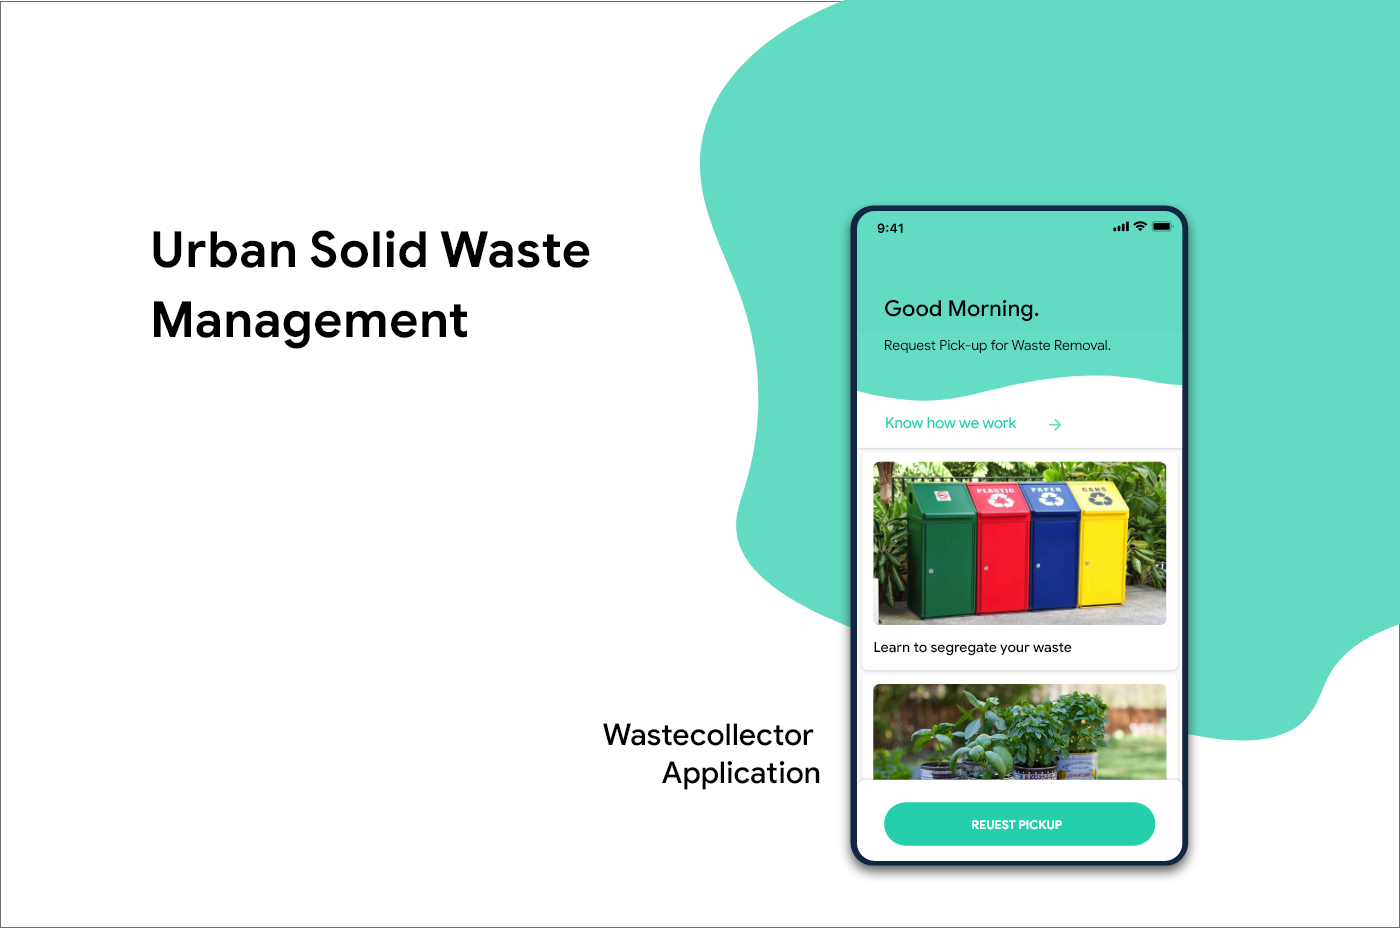 Urban Solid Waste
Management
9:41
Good Morning.
Request Pick-up for Waste Removal.
Know how we work
PLASTIC
PAPER
CANS
Learn to segregate your waste
Wastecollector
Application
REUEST PICKUP